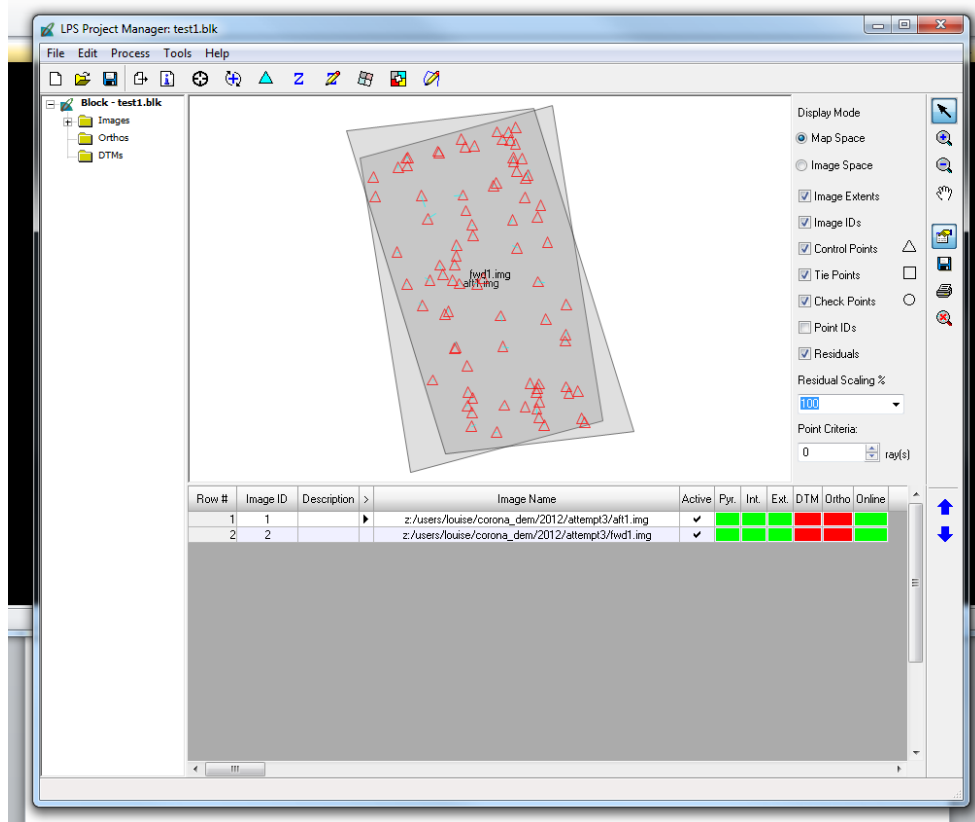 LPS Project Manager: test1.blk
File Edit Process Tools Help
Z Z
Block - test1.blk
Images
Orthos
DTMs
fwd1.img
aft1.img
Display Mode
Map Space
Image Space
Image Extents
Image IDs
Control Points
Tie Points
Check Points
Point IDs
Residuals
Residual Scaling %
100
Point Criteria:
0 ray(s)
Row # Image ID Description > Image Name Active Pyr. Int. Ext. DTM Ortho Online
1 1 z:/users/louise/corona_dem/2012/attempt3/aft1.img
2 2 z:/users/louise/corona_dem/2012/attempt3/fwd1.img